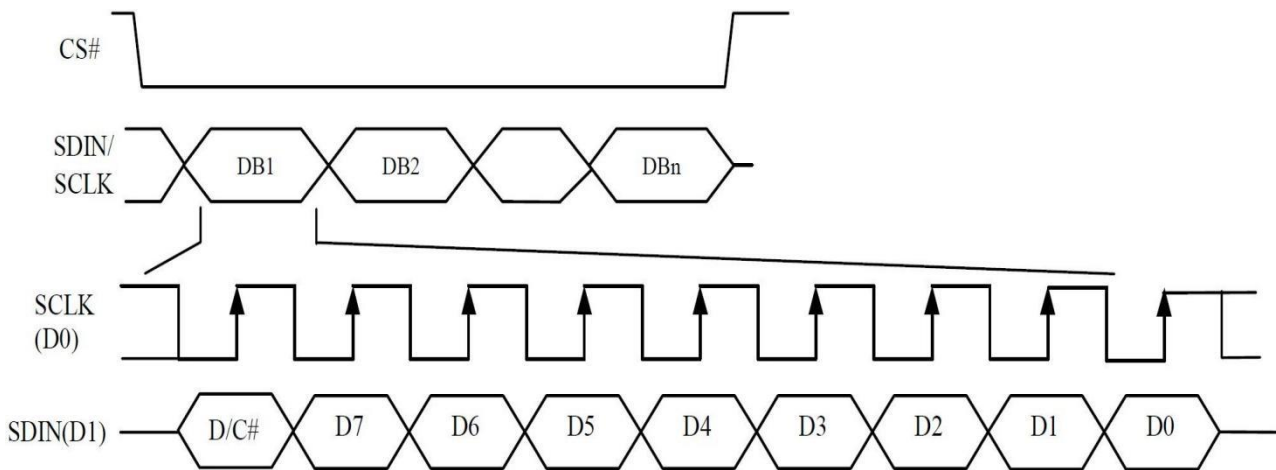 CS#
SDIN/
SCLK
DB1 DB2 DBn
SCLK
(D0)
SDIN(D1) D/C# D7 D6 D5 D4 D3 D2 D1 D0